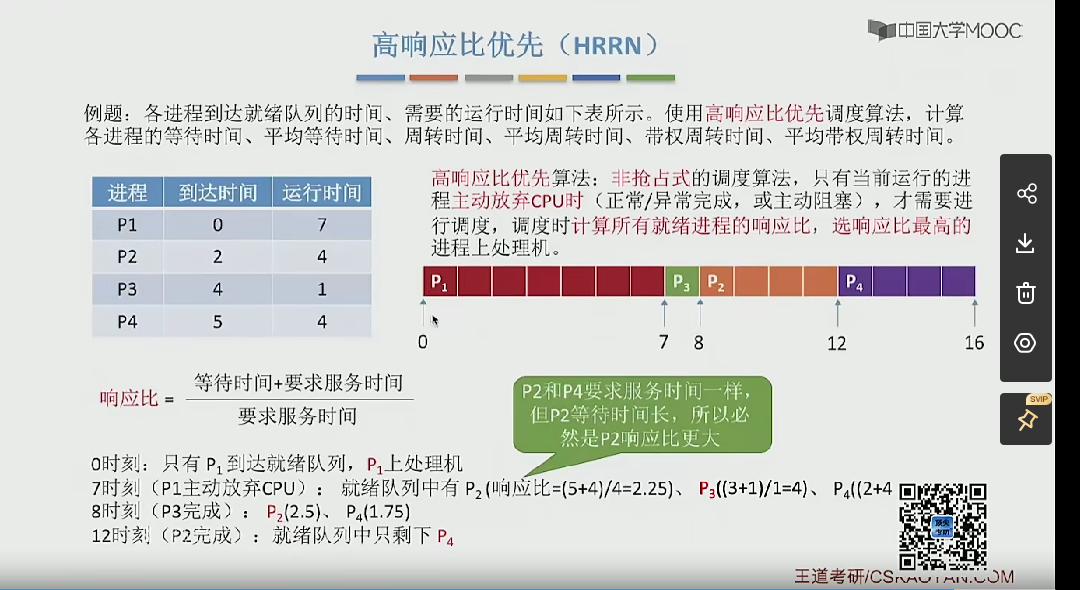 中国大学MOOC
高响应比优先（HRRN）
例题：各进程到达就绪队列的时间、需要的运行时间如下表所示。使用高响应比优先调度算法，计算
各进程的等待时间、平均等待时间、周转时间、平均周转时间、带权周转时间、平均带权周转时间。
进程 到达时间 运行时间
P1 0 7
P2 2 4
P3 4 1
P4 5 4
高响应比优先算法：非抢占式的调度算法，只有当前运行的进
程主动放弃CPU时（正常/异常完成，或主动阻塞），才需要进
行调度，调度时计算所有就绪进程的响应比，选响应比最高的
进程上处理机。
P1 P3 P2 P4
0 7 8 12 16
SVIP
等待时间+要求服务时间
响应比 =
要求服务时间
P2和P4要求服务时间一样，
但P2等待时间长，所以必
然是P2响应比更大
0时刻：只有 P1 到达就绪队列，P1上处理机
7时刻（P1主动放弃CPU）：就绪队列中有 P2 (响应比=(5+4)/4=2.25)、 P3((3+1)/1=4)、 P4((2+4
8时刻（P3完成）：P2(2.5)、 P4(1.75)
12时刻（P2完成）：就绪队列中只剩下 P4
王道考研/CSKAOYAN.COM